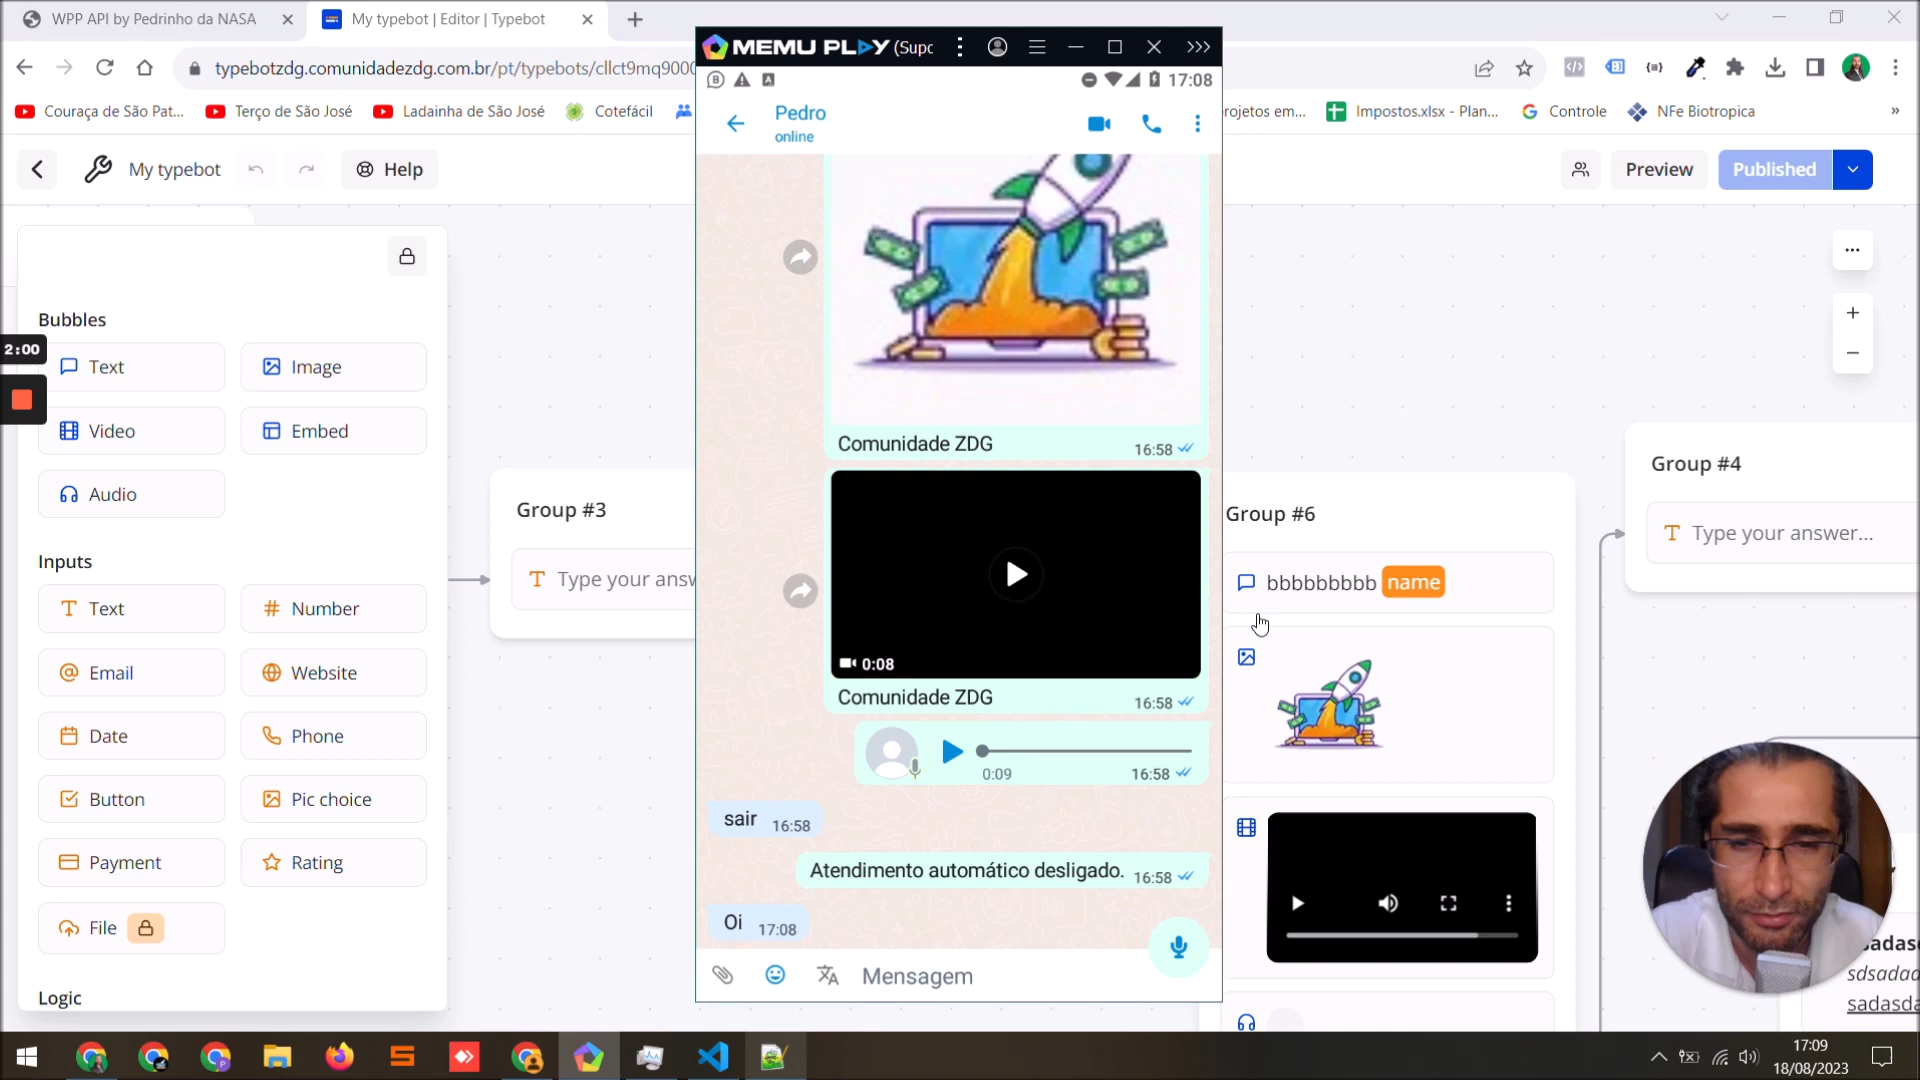 WPP API by Pedrinho da NASA
My typebot | Editor | Typebot
typebotzdg.comunidadezdg.com.br/pt/typebots/cllct9mq9000
Couraça de São Pat...
Terço de São José
Ladainha de São José
Cotefácil
rojetos em...
Impostos.xlsx - Plan...
Controle
NFe Biotropica
»
My typebot
Help
Preview
Published
MEMU PLAY (Supo
17:08
Pedro
online
Comunidade ZDG
16:58
0:08
Comunidade ZDG
16:58
0:09
16:58
sair
16:58
Atendimento automático desligado.
16:58
Oi
17:08
Mensagem
2:00
Bubbles
Text
Image
Video
Embed
Audio
Inputs
Text
Number
Email
Website
Date
Phone
Button
Pic choice
Payment
Rating
File
Logic
Group #3
Type your answ
Group #6
bbbbbbbbb name
Group #4
Type your answer...
adas
sdsadad
sadasda
17:09
18/08/2023